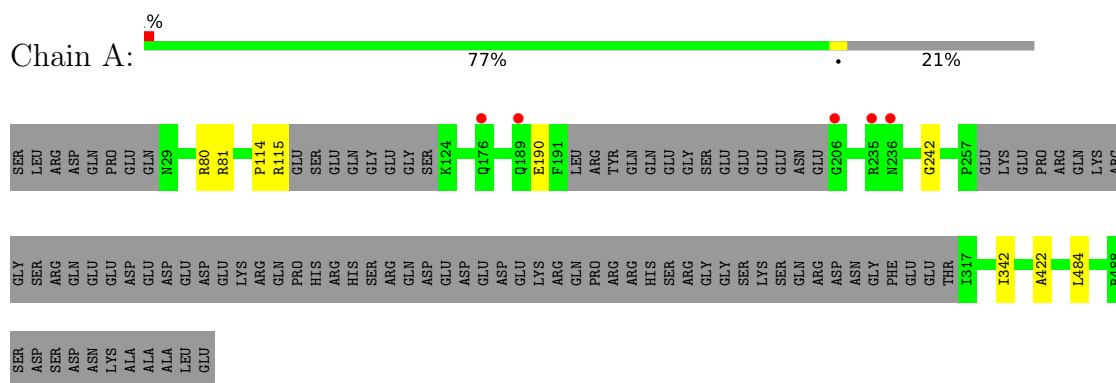 .%
Chain A:
77%
•
21%
SER LEU ARG ASP GLN PRO GLU GLN N29 R80 R81 P114 R115 GLU SER GLU GLN GLY GLU GLY SER K124 Q176 Q189 E190 F191 LEU ARG TYR GLN GLN GLU GLY SER GLU GLU GLU GLU ASN GLU G206 R235 N236 G242 P257 GLU LYS GLU PRO ARG GLN LYS
GLY SER ARG GLN GLU GLU ASP GLU ASP GLU ASP GLU LYS ARG GLN PRO HIS ARG HIS SER ARG GLN ASP GLU ASP GLU ASP GLU LYS ARG GLN PRO ARG ARG HIS SER ARG GLY GLY SER LYS SER GLN ARG ASP ASN GLY PHE GLU GLU THR I317 I342 A422 L484
SER ASP SER ASP ASN LYS ALA ALA ALA LEU GLU